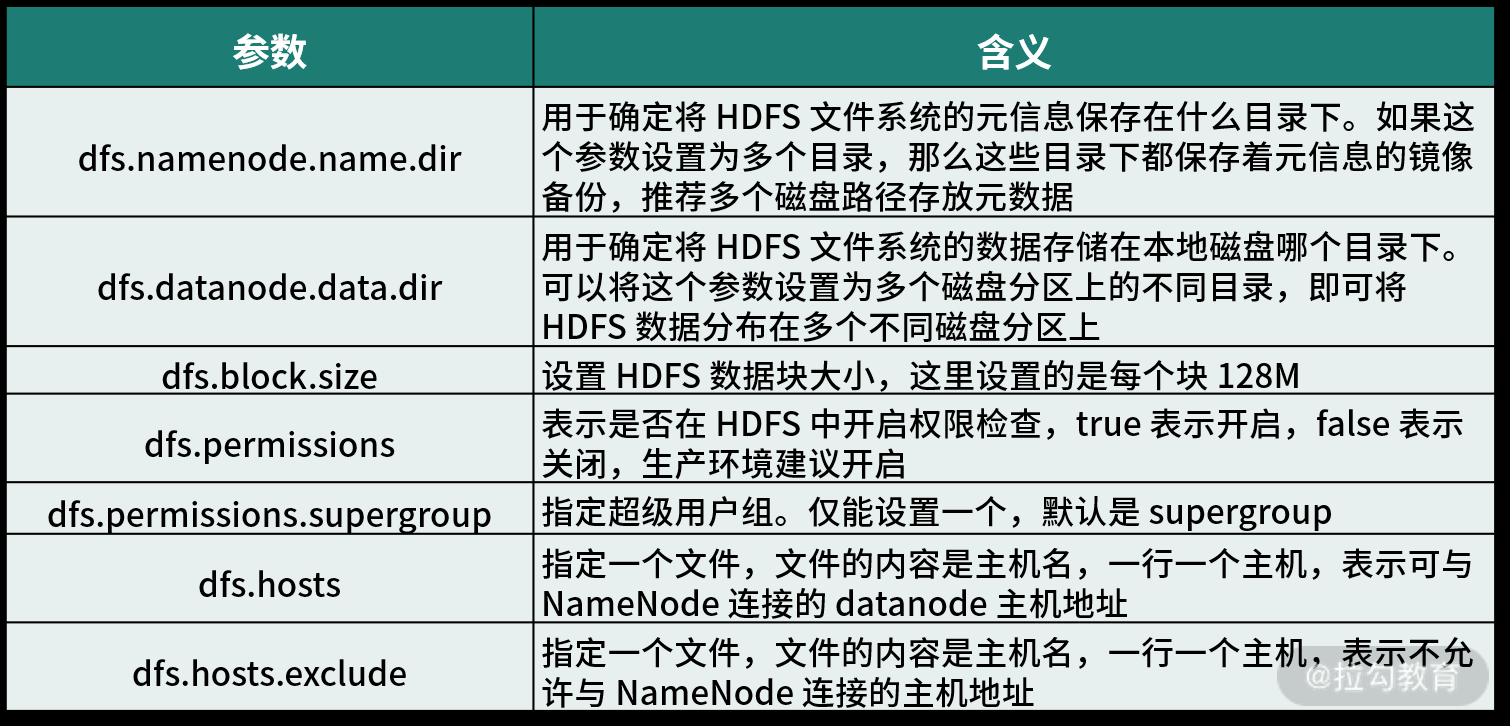 参数
含义
dfs.namenode.name.dir
用于确定将 HDFS 文件系统的元信息保存在什么目录下。如果这
个参数设置为多个目录，那么这些目录下都保存着元信息的镜像
备份，推荐多个磁盘路径存放元数据
dfs.datanode.data.dir
用于确定将 HDFS 文件系统的数据存储在本地磁盘哪个目录下。
可以将这个参数设置为多个磁盘分区上的不同目录，即可将
HDFS 数据分布在多个不同磁盘分区上
dfs.block.size
设置 HDFS 数据块大小，这里设置的是每个块 128M
dfs.permissions
表示是否在 HDFS 中开启权限检查，true 表示开启，false 表示
关闭，生产环境建议开启
dfs.permissions.supergroup
指定超级用户组。仅能设置一个，默认是 supergroup
dfs.hosts
指定一个文件，文件的内容是主机名，一行一个主机，表示可与
NameNode 连接的 datanode 主机地址
dfs.hosts.exclude
指定一个文件，文件的内容是主机名，一行一个主机，表示不允
许与 NameNode 连接的主机地址
@拉勾教育